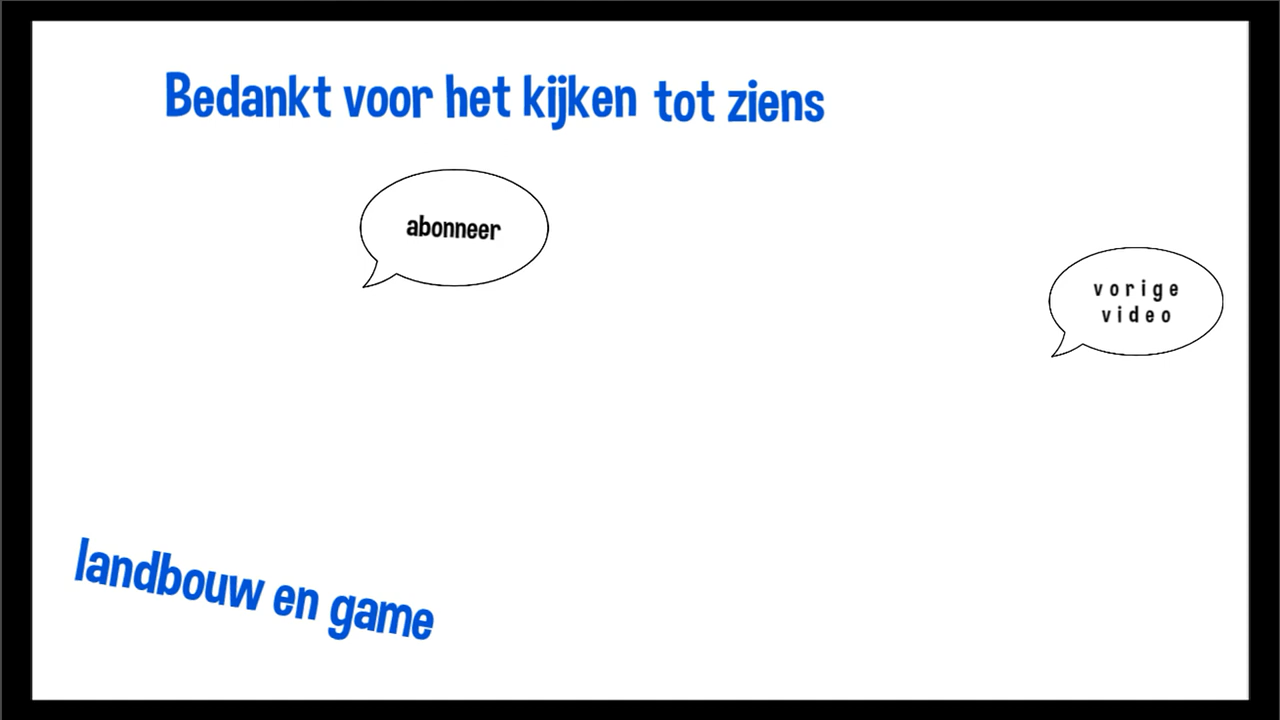 Bedankt voor het kijken tot ziens
abonneer
vorige
video
landbouw en game